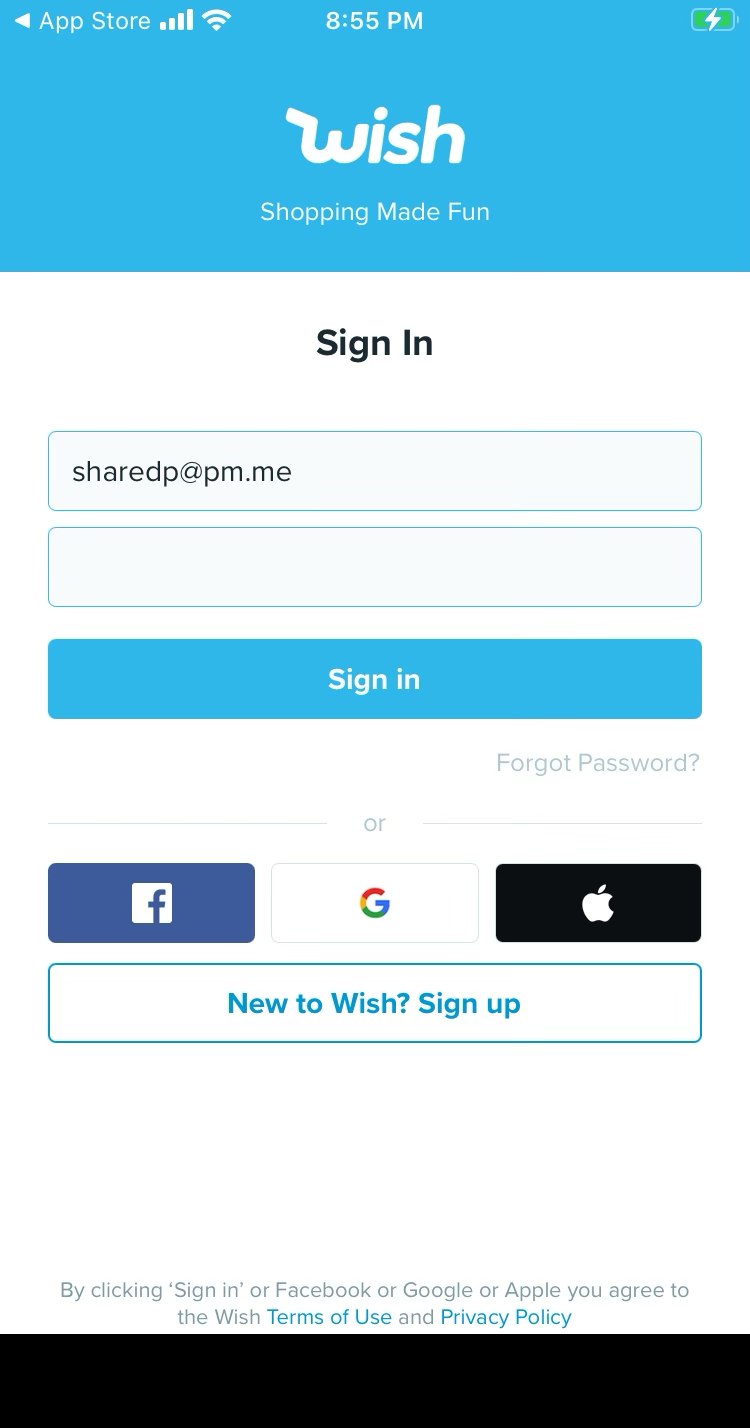 App Store 8:55 PM
wish
Shopping Made Fun
Sign In
sharedp@pm.me
Sign in
Forgot Password?
or
New to Wish? Sign up
By clicking ‘Sign in’ or Facebook or Google or Apple you agree to
the Wish Terms of Use and Privacy Policy